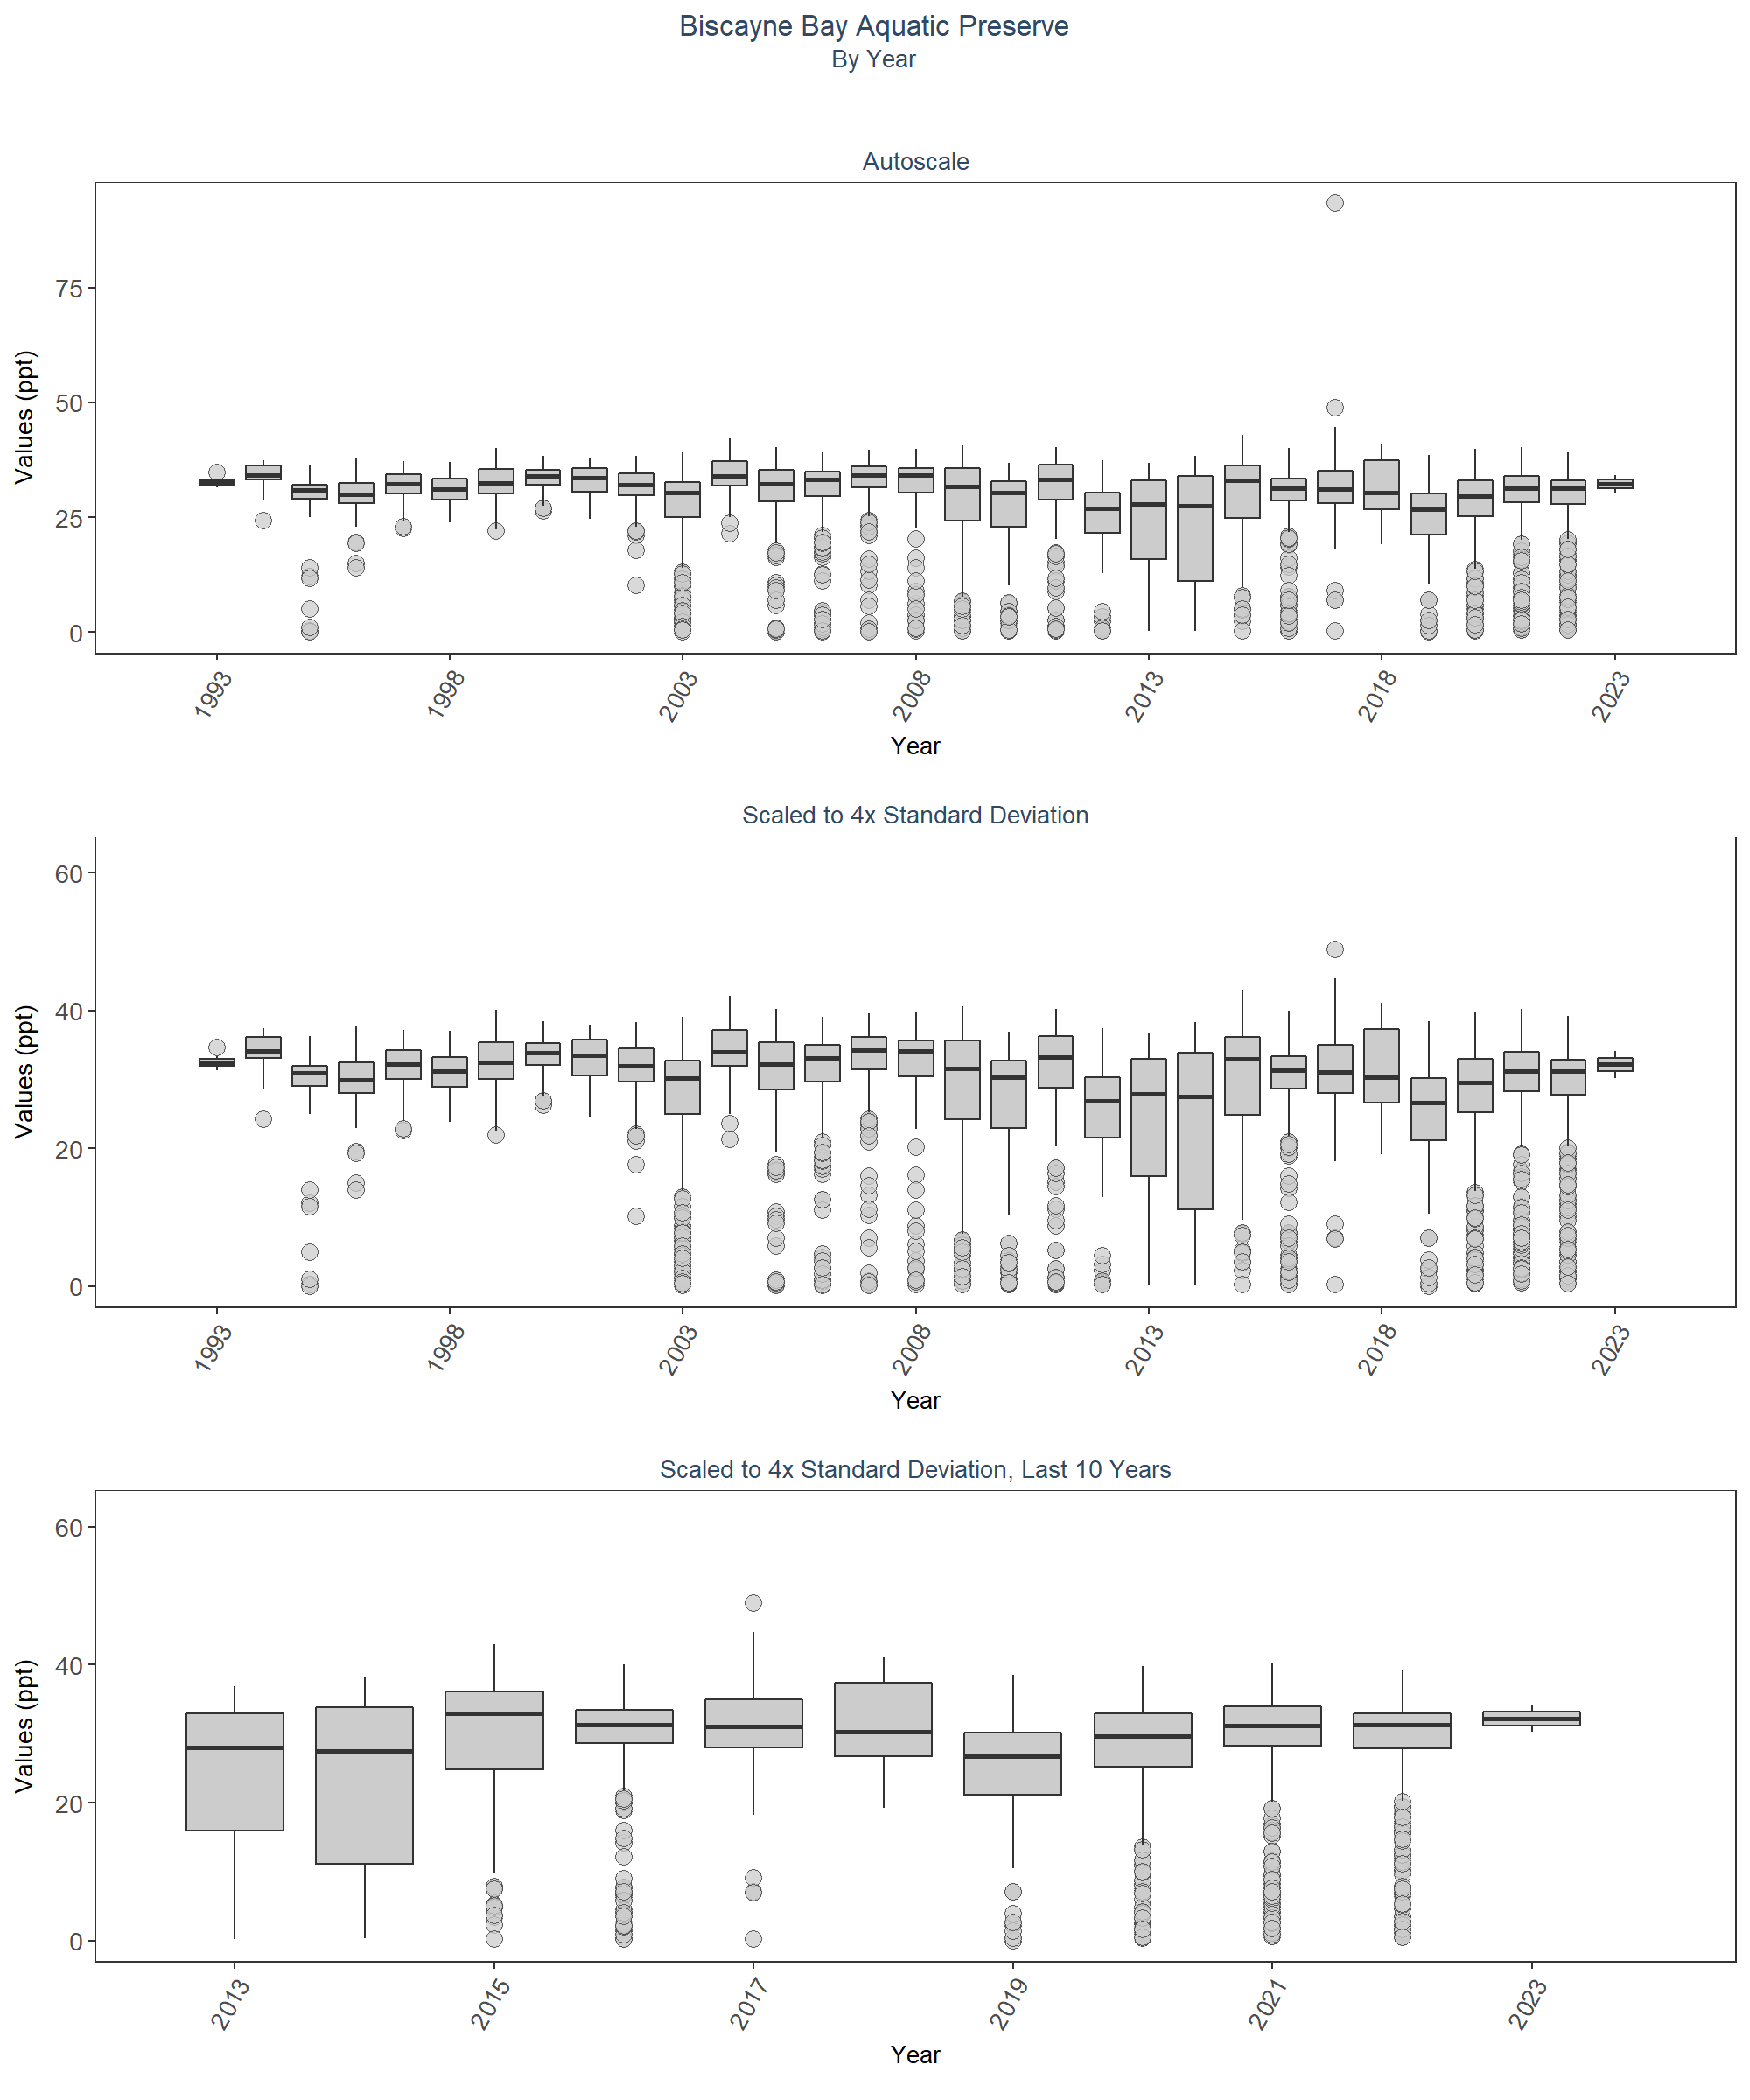 Biscayne Bay Aquatic Preserve
By Year
Autoscale
Values (ppt)
75
50
25
0
1993 1998 2003 2008 2013 2018 2023
Year
Scaled to 4x Standard Deviation
Values (ppt)
60
40
20
0
1993 1998 2003 2008 2013 2018 2023
Year
Scaled to 4x Standard Deviation, Last 10 Years
Values (ppt)
60
40
20
0
2013 2015 2017 2019 2021 2023
Year